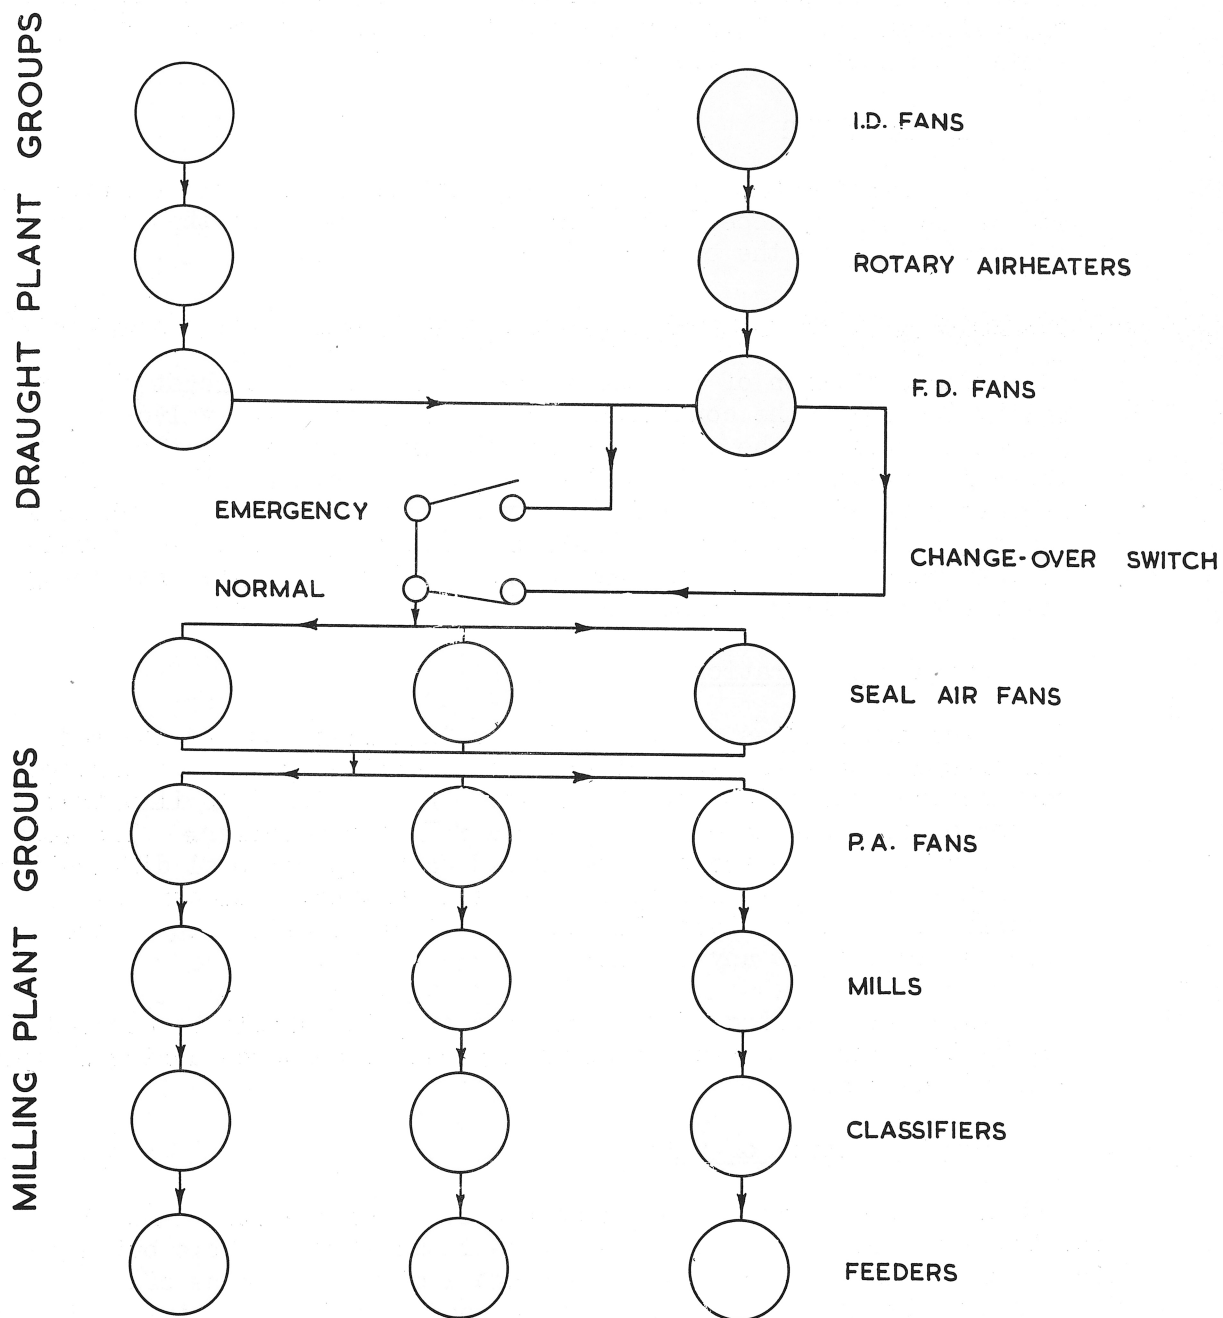 DRAUGHT PLANT GROUPS
I.D. FANS
ROTARY AIRHEATERS
F.D. FANS
EMERGENCY
CHANGE-OVER SWITCH
NORMAL
SEAL AIR FANS
MILLING PLANT GROUPS
P.A. FANS
MILLS
CLASSIFIERS
FEEDERS